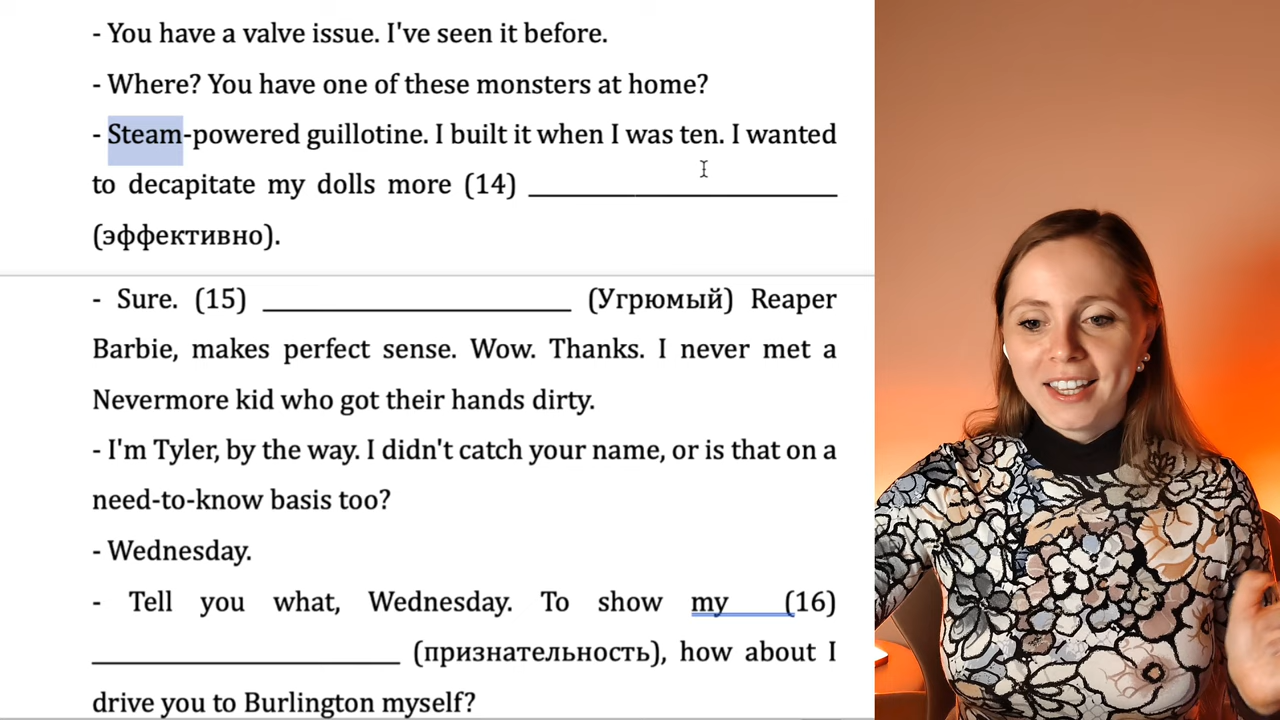 - You have a valve issue. I've seen it before.
- Where? You have one of these monsters at home?
- Steam-powered guillotine. I built it when I was ten. I wanted
to decapitate my dolls more (14) ______________________________
(эффективно).
- Sure. (15) ______________________________ (Угрюмый) Reaper
Barbie, makes perfect sense. Wow. Thanks. I never met a
Nevermore kid who got their hands dirty.
- I'm Tyler, by the way. I didn't catch your name, or is that on a
need-to-know basis too?
- Wednesday.
- Tell you what, Wednesday. To show my (16)
______________________________ (признательность), how about I
drive you to Burlington myself?